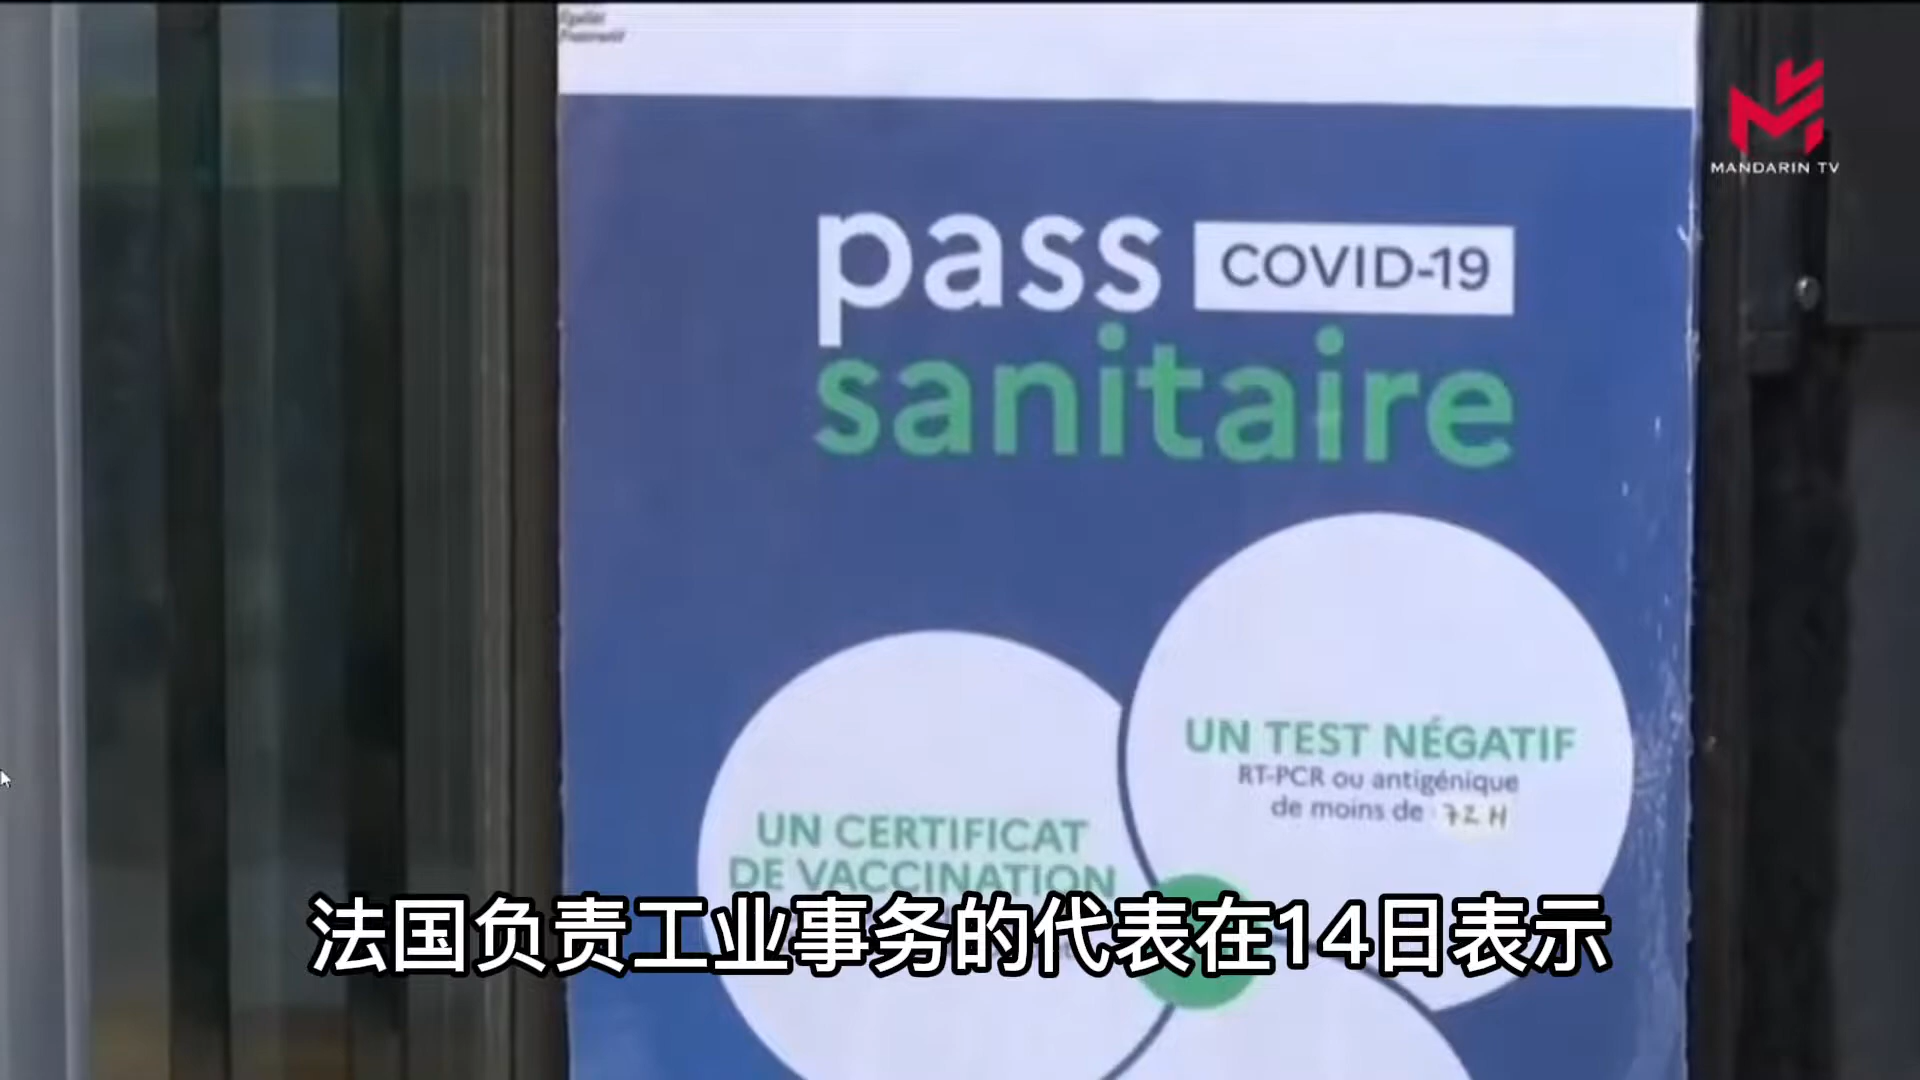 Égalité
Fraternité
MANDARIN TV
pass COVID-19
sanitaire
UN TEST NÉGATIF
RT-PCR ou antigénique
de moins de 72 H
UN CERTIFICAT
DE VACCINATION
法国负责工业事务的代表在14日表示